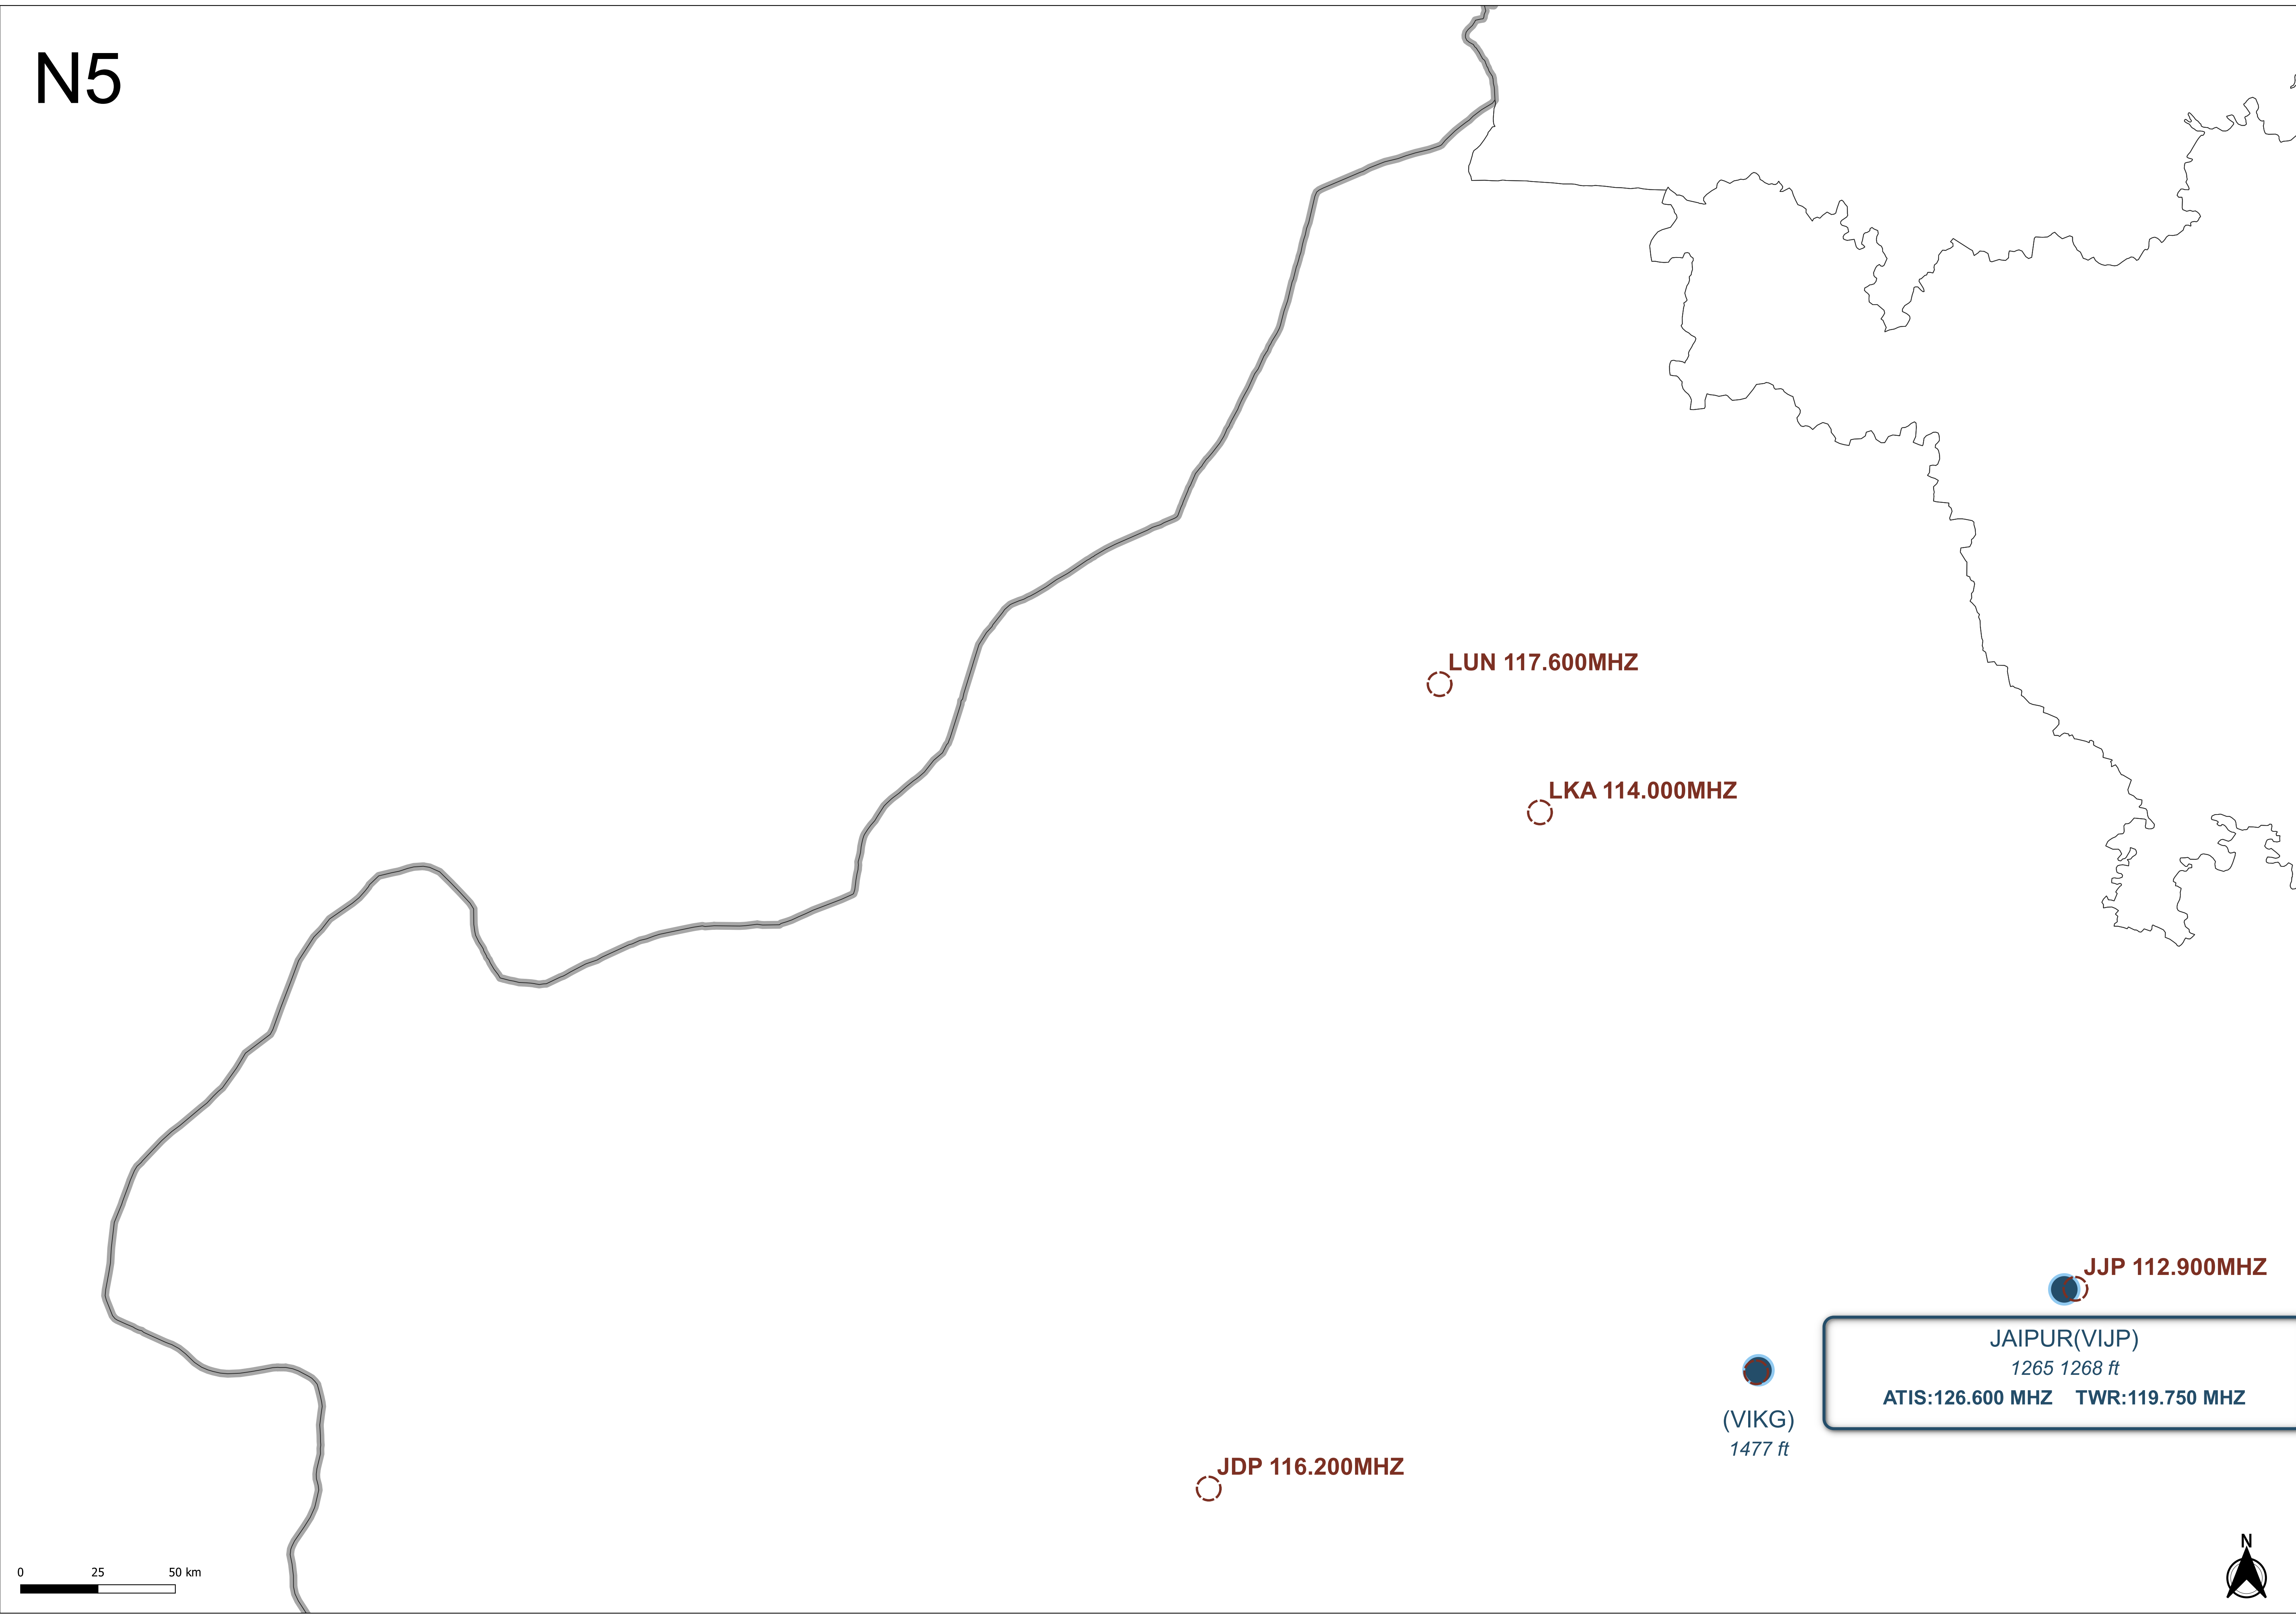 N5
LUN 117.600MHZ
LKA 114.000MHZ
JJP 112.900MHZ
JAIPUR(VIJP)
1265 1268 ft
ATIS:126.600 MHZ TWR:119.750 MHZ
(VIKG)
1477 ft
JDP 116.200MHZ
N
0 25 50 km